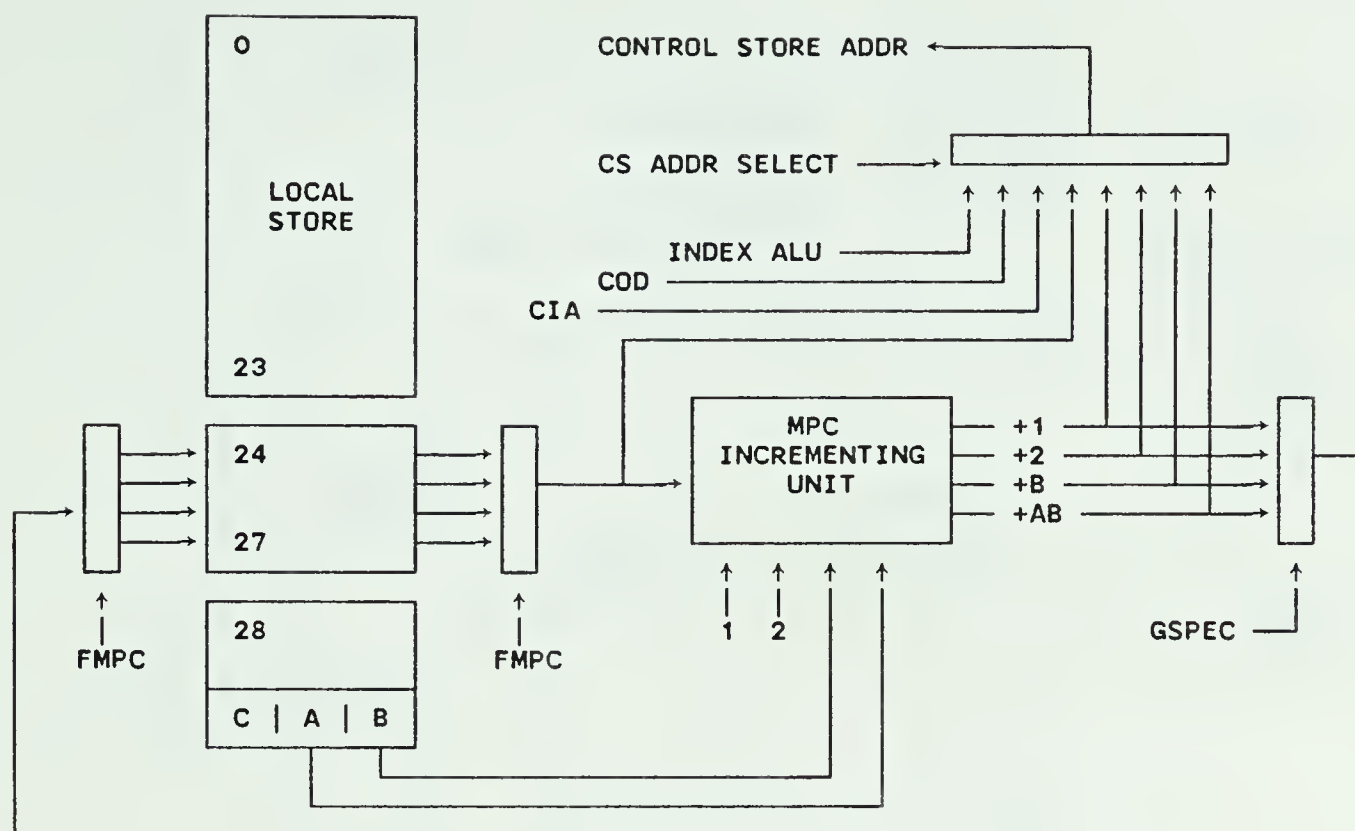 0
CONTROL STORE ADDR
CS ADDR SELECT
LOCAL
STORE
INDEX ALU
COD
CIA
23
24
27
MPC
INCREMENTING
UNIT
+1
+2
+B
+AB
28
1
2
GSPEC
FMPC
FMPC
C | A | B